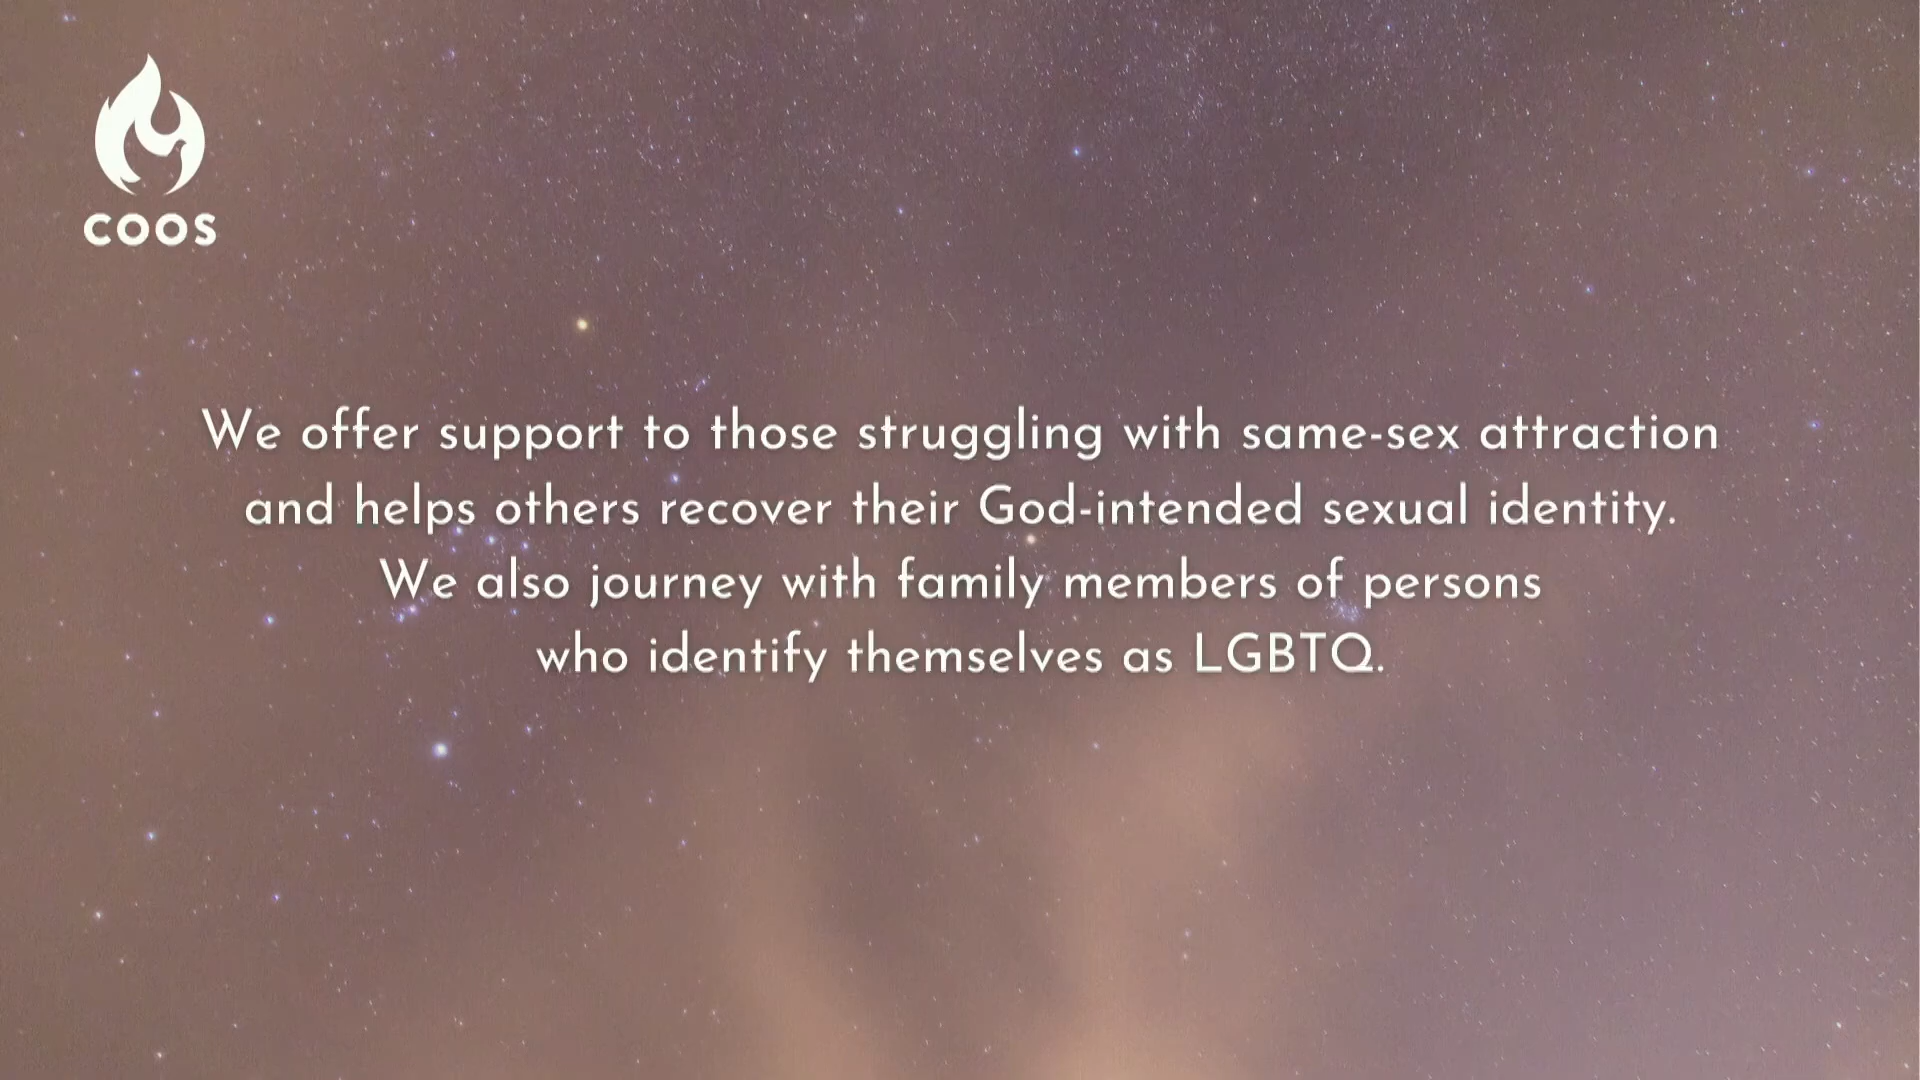 COOS
We offer support to those struggling with same-sex attraction
and helps others recover their God-intended sexual identity.
We also journey with family members of persons
who identify themselves as LGBTQ.